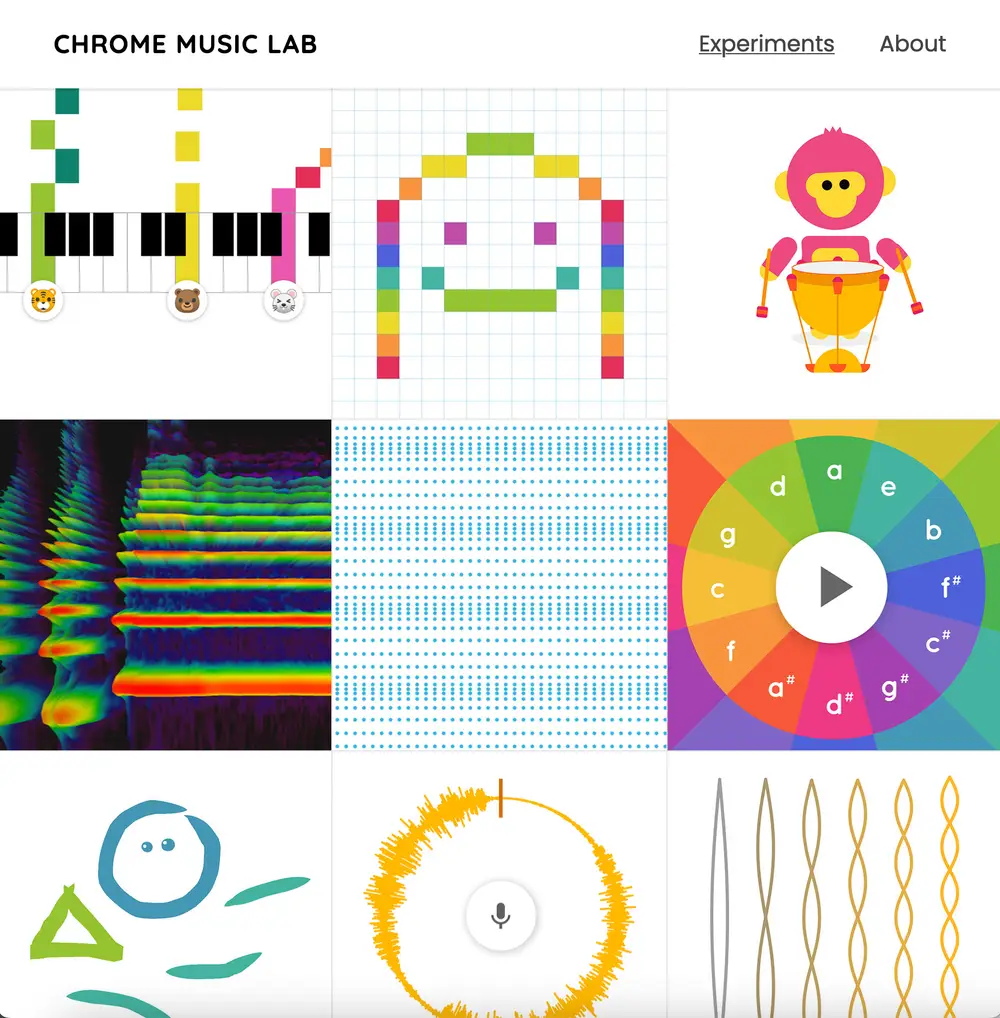 CHROME MUSIC LAB
Experiments About
a
d e
g b
c f#
f c#
a# g#
d#